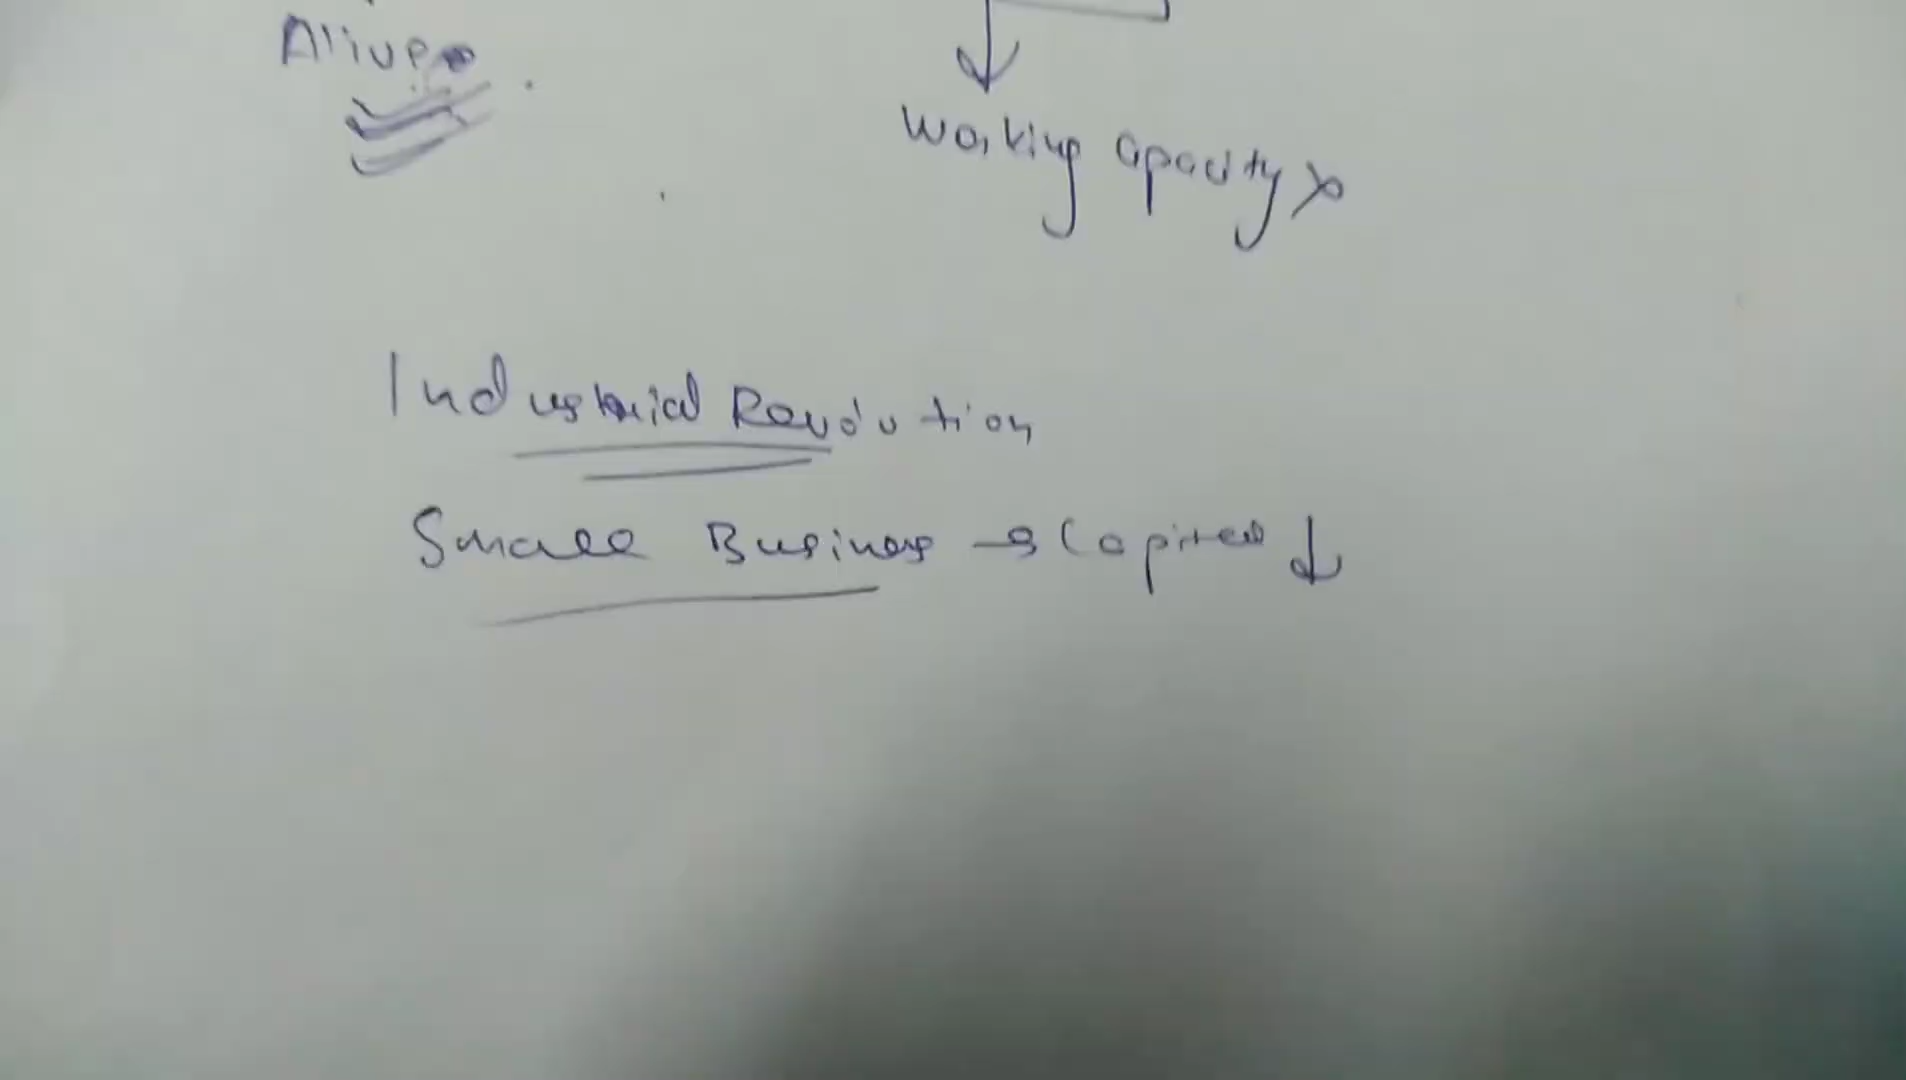 Alive
Working Capacity x
Industrial Revolution
Small Business → Capital ↓